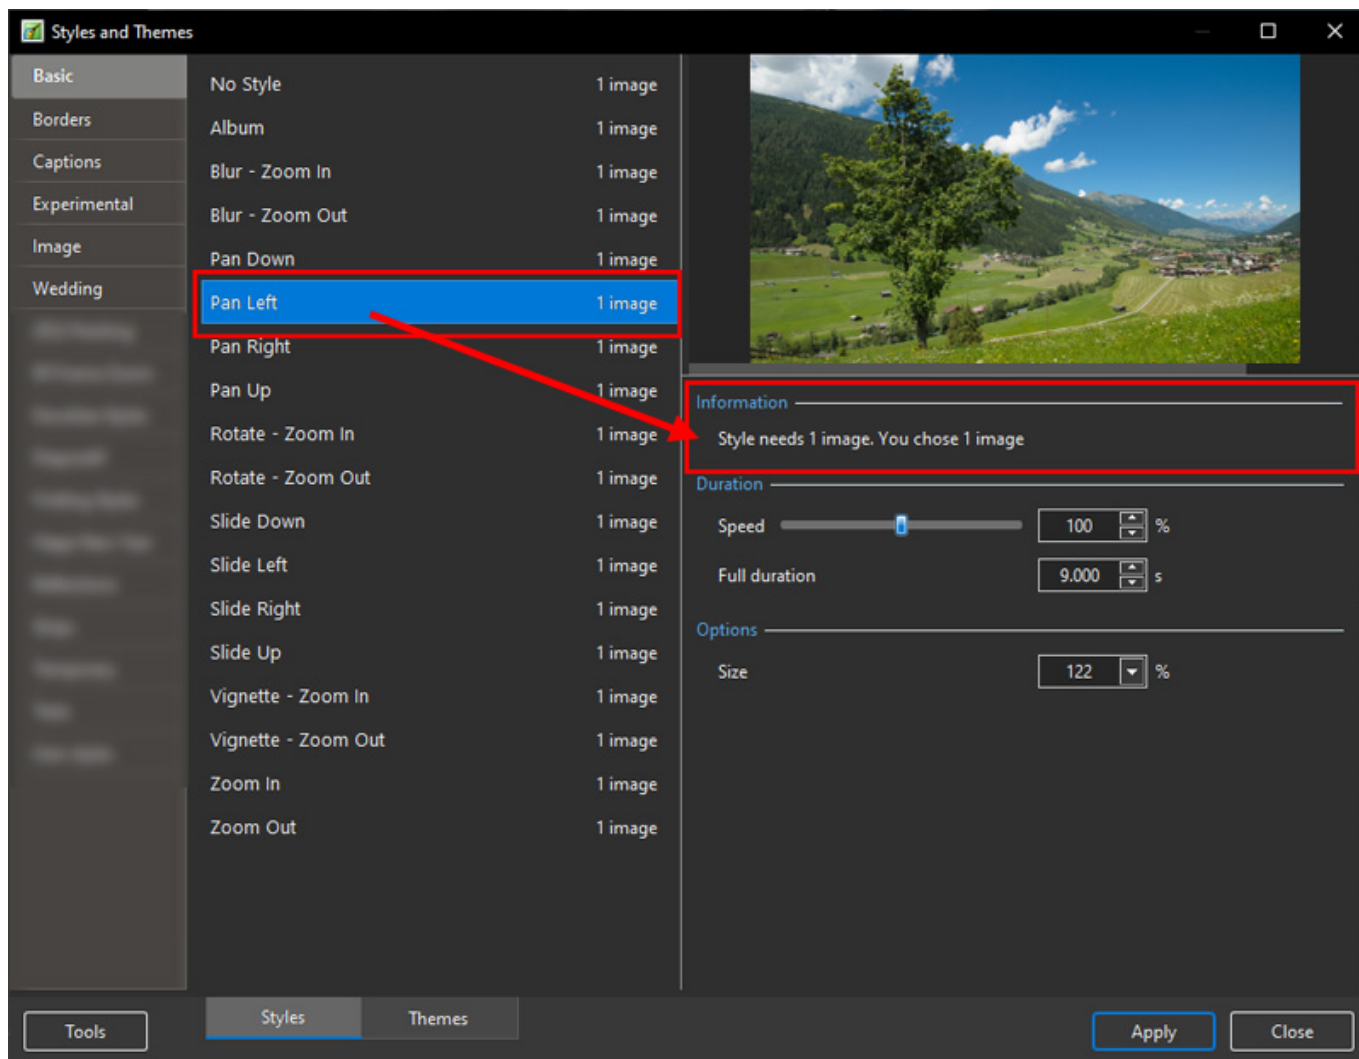 Styles and Themes
Basic
Borders
Captions
Experimental
Image
Wedding
No Style 1 image
Album 1 image
Blur - Zoom In 1 image
Blur - Zoom Out 1 image
Pan Down 1 image
Pan Left 1 image
Pan Right 1 image
Pan Up 1 image
Rotate - Zoom In 1 image
Rotate - Zoom Out 1 image
Slide Down 1 image
Slide Left 1 image
Slide Right 1 image
Slide Up 1 image
Vignette - Zoom In 1 image
Vignette - Zoom Out 1 image
Zoom In 1 image
Zoom Out 1 image
Information
Style needs 1 image. You chose 1 image
Duration
Speed 100 %
Full duration 9.000 s
Options
Size 122 %
Tools
Styles Themes
Apply Close